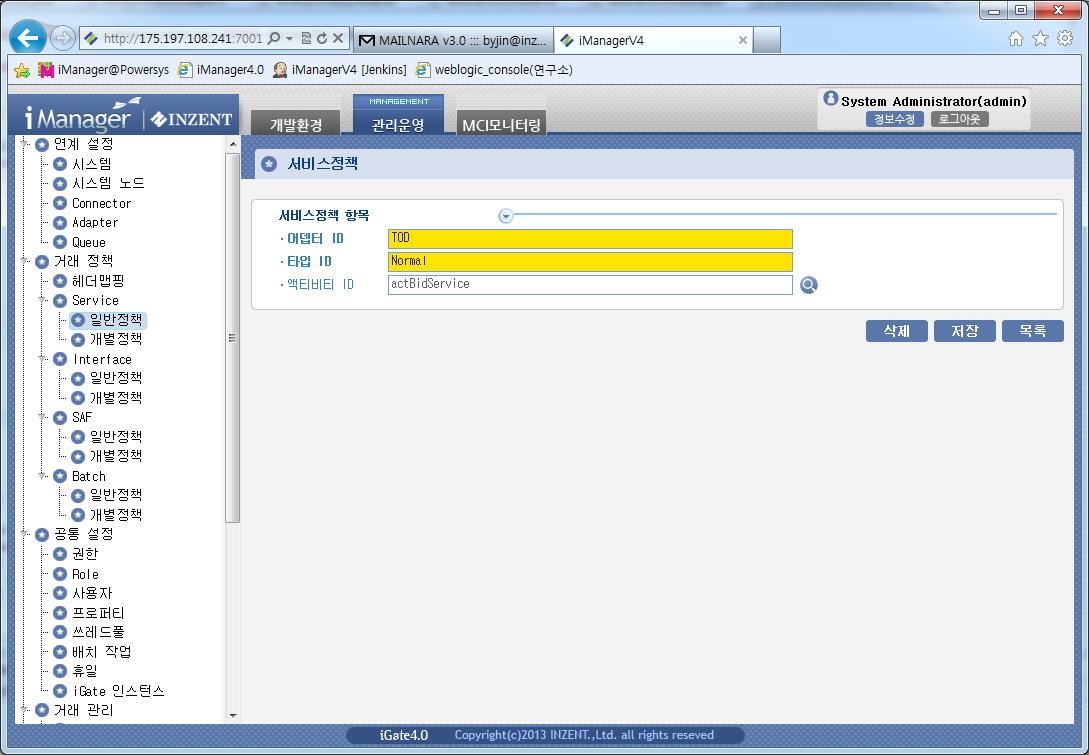 http://175.197.108.241:7001
MAILNARA v3.0 ::: byjin@inz...
iManagerV4
iManager@Powersys
iManager4.0
iManagerV4 [Jenkins]
weblogic_console(연구소)
iManager INZENT
개발환경
MANAGEMENT
관리운영
MCI모니터링
System Administrator(admin)
정보수정
로그아웃
연계 설정
시스템
시스템 노드
Connector
Adapter
Queue
거래 정책
헤더맵핑
Service
일반정책
개별정책
Interface
일반정책
개별정책
SAF
일반정책
개별정책
Batch
일반정책
개별정책
공통 설정
권한
Role
사용자
프로퍼티
쓰레드풀
배치 작업
휴일
iGate 인스턴스
거래 관리
서비스정책
서비스정책 항목
·어뎁터 ID TOD
·타입 ID Normal
·액티비티 ID actBidService
삭제 저장 목록
iGate4.0 Copyright(c)2013 INZENT.,Ltd. all rights reseved